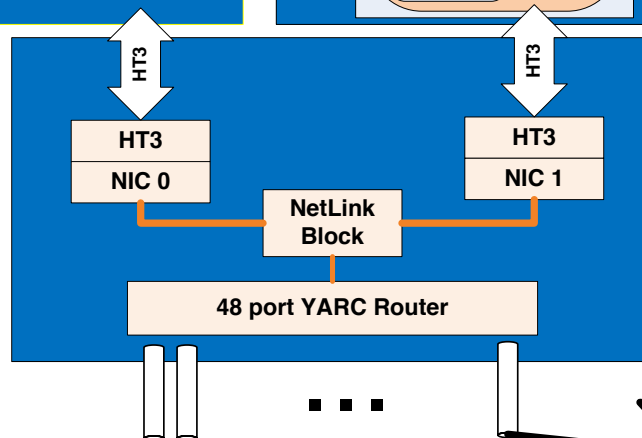 HT3
HT3
HT3
NIC 0
HT3
NIC 1
NetLink
Block
48 port YARC Router